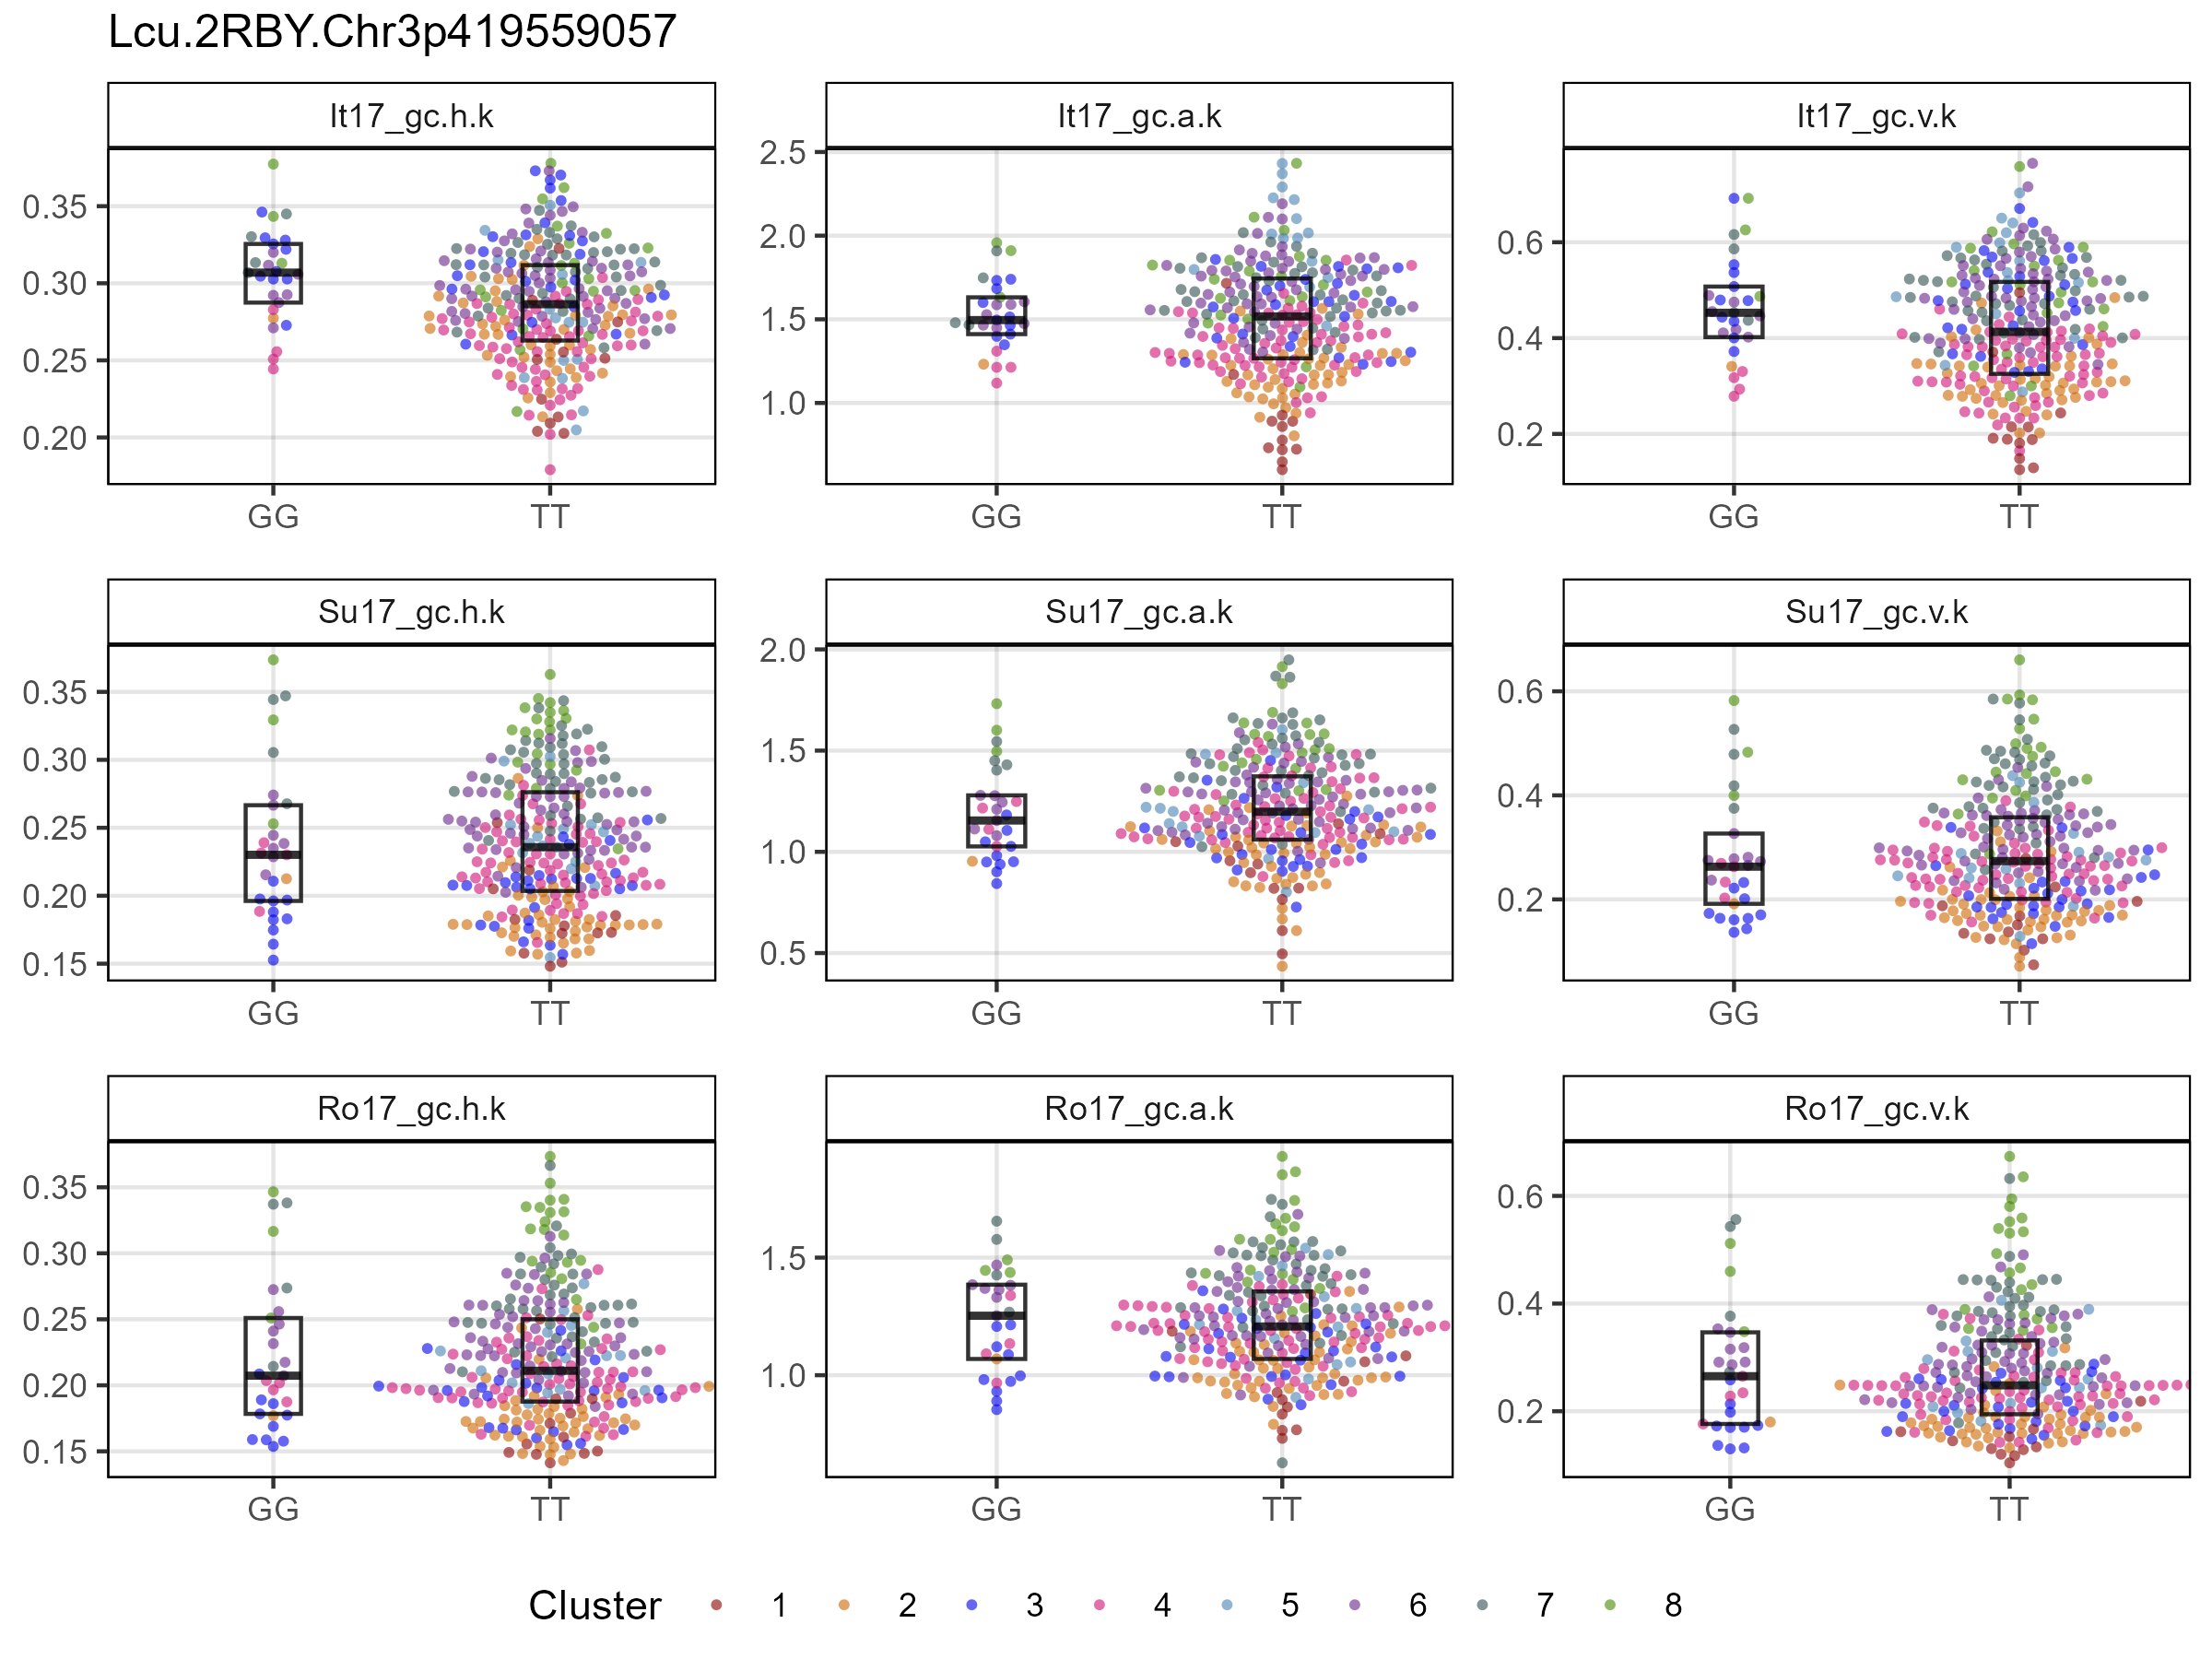 Lcu.2RBY.Chr3p419559057
It17_gc.h.k
It17_gc.a.k
It17_gc.v.k
0.35
0.30
0.25
0.20
GG
TT
2.5
2.0
1.5
1.0
GG
TT
0.6
0.4
0.2
GG
TT
Su17_gc.h.k
Su17_gc.a.k
Su17_gc.v.k
0.35
0.30
0.25
0.20
0.15
GG
TT
2.0
1.5
1.0
0.5
GG
TT
0.6
0.4
0.2
GG
TT
Ro17_gc.h.k
Ro17_gc.a.k
Ro17_gc.v.k
0.35
0.30
0.25
0.20
0.15
GG
TT
1.5
1.0
GG
TT
0.6
0.4
0.2
GG
TT
Cluster 1 2 3 4 5 6 7 8